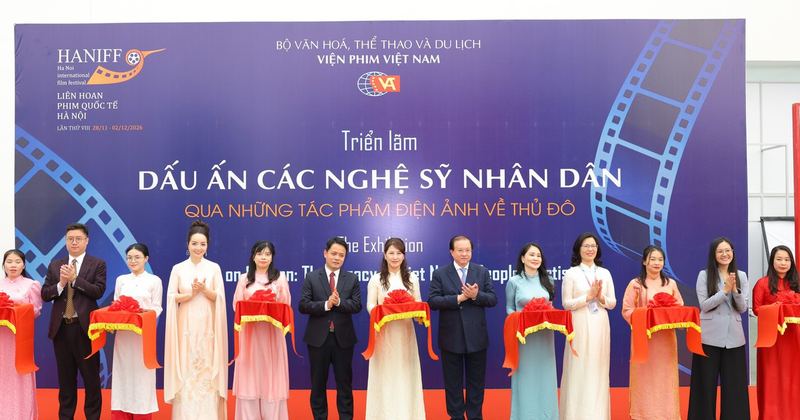 HANIFF
Ha Noi
international
film festival
LIÊN HOAN
PHIM QUỐC TẾ
HÀ NỘI
LẦN THỨ VIII 28/11 - 02/12/2026
BỘ VĂN HOÁ, THỂ THAO VÀ DU LỊCH
VIỆN PHIM VIỆT NAM
Triển lãm
DẤU ẤN CÁC NGHỆ SỸ NHÂN DÂN
QUA NHỮNG TÁC PHẨM ĐIỆN ẢNH VỀ THỦ ĐÔ
The Exhibition